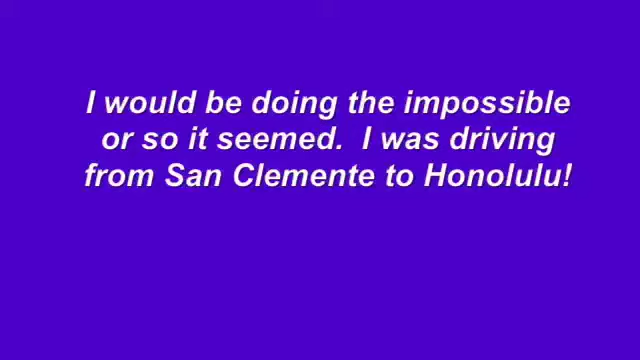 I would be doing the impossible
or so it seemed.  I was driving
from San Clemente to Honolulu!